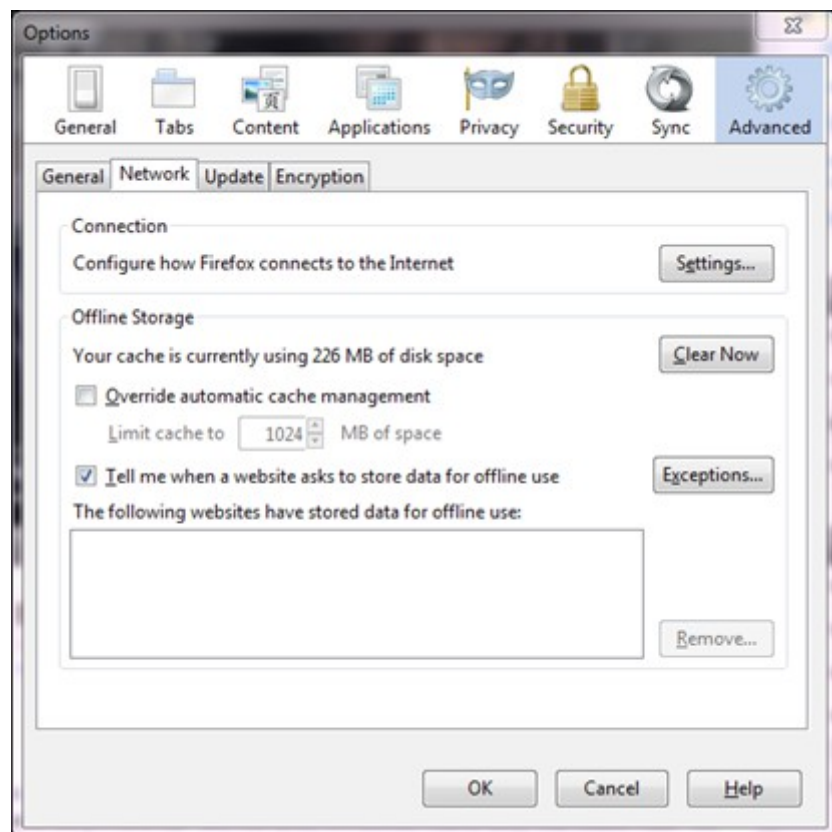 Options
General Tabs Content Applications Privacy Security Sync Advanced
General Network Update Encryption
Connection
Configure how Firefox connects to the Internet Settings...
Offline Storage
Your cache is currently using 226 MB of disk space Clear Now
Override automatic cache management
Limit cache to 1024 MB of space
Tell me when a website asks to store data for offline use Exceptions...
The following websites have stored data for offline use:
Remove...
OK Cancel Help